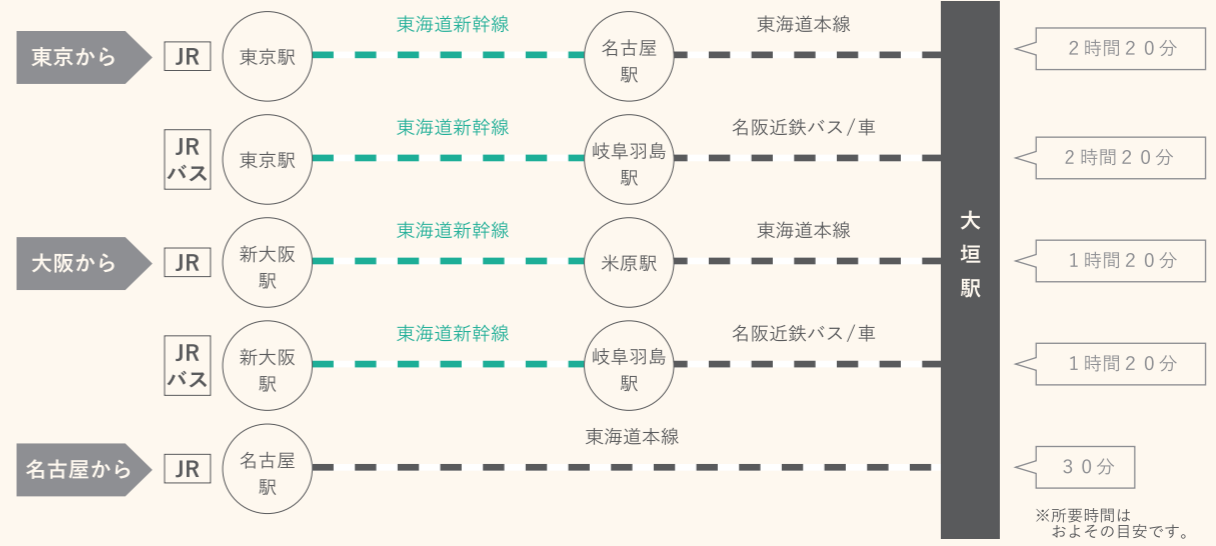 東京から
JR
東京駅
東海道新幹線
名古屋
駅
東海道本線
2時間20分
JR
バス
東京駅
東海道新幹線
岐阜羽島
駅
名阪近鉄バス/車
2時間20分
大阪から
JR
新大阪
駅
東海道新幹線
米原駅
東海道本線
1時間20分
JR
バス
新大阪
駅
東海道新幹線
岐阜羽島
駅
名阪近鉄バス/車
1時間20分
名古屋から
JR
名古屋
駅
東海道本線
30分
大垣駅
※所要時間は
およその目安です。